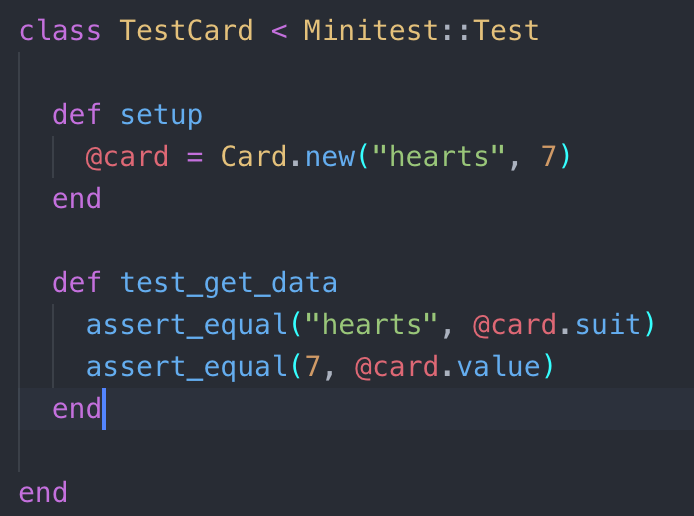 class TestCard < Minitest::Test
def setup
@card = Card.new("hearts", 7)
end
def test_get_data
assert_equal("hearts", @card.suit)
assert_equal(7, @card.value)
end
end